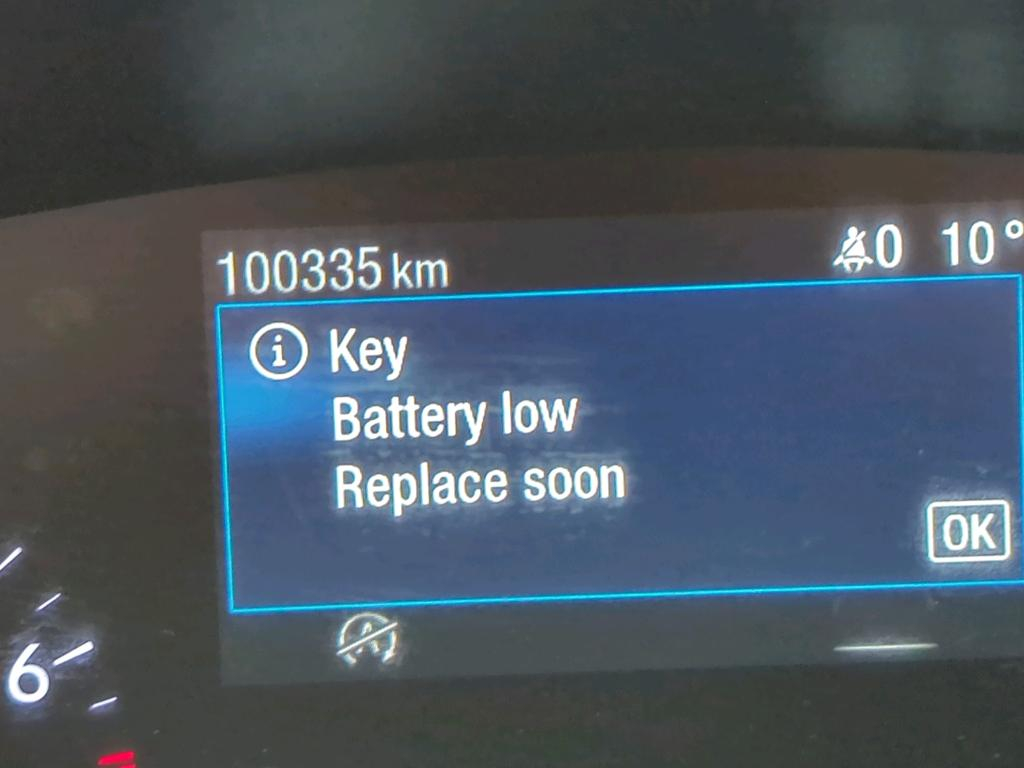 100335 km
0 10°
i Key
Battery low
Replace soon
OK
A
6